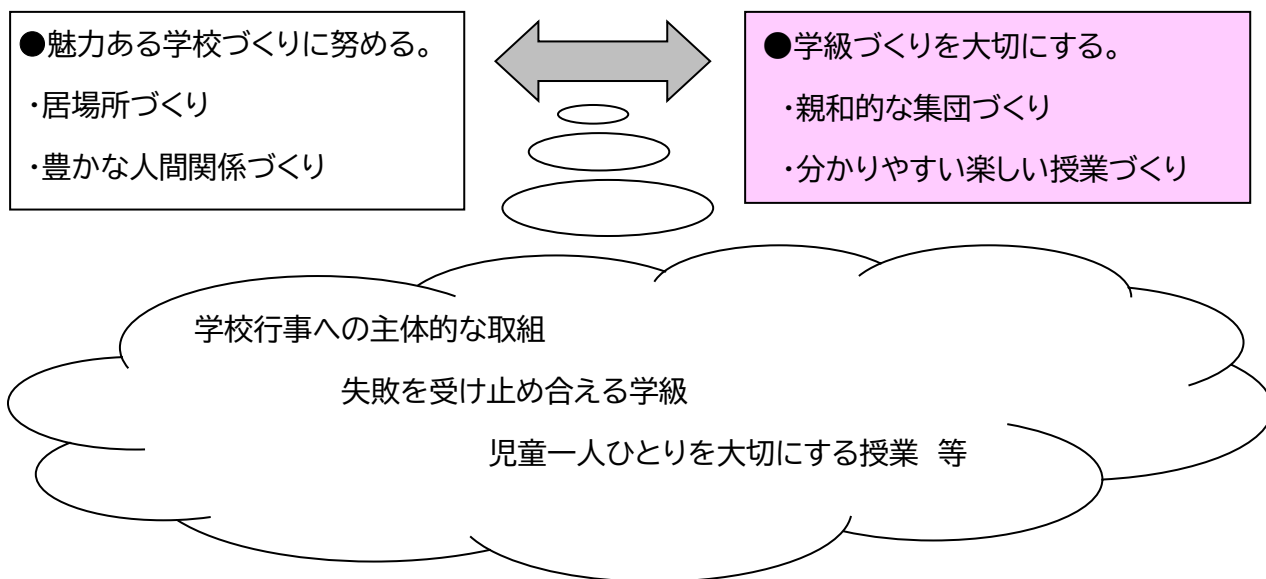 ●魅力ある学校づくりに努める。
・居場所づくり
・豊かな人間関係づくり
●学級づくりを大切にする。
・親和的な集団づくり
・分かりやすい楽しい授業づくり
学校行事への主体的な取組
失敗を受け止め合える学級
児童一人ひとりを大切にする授業　等